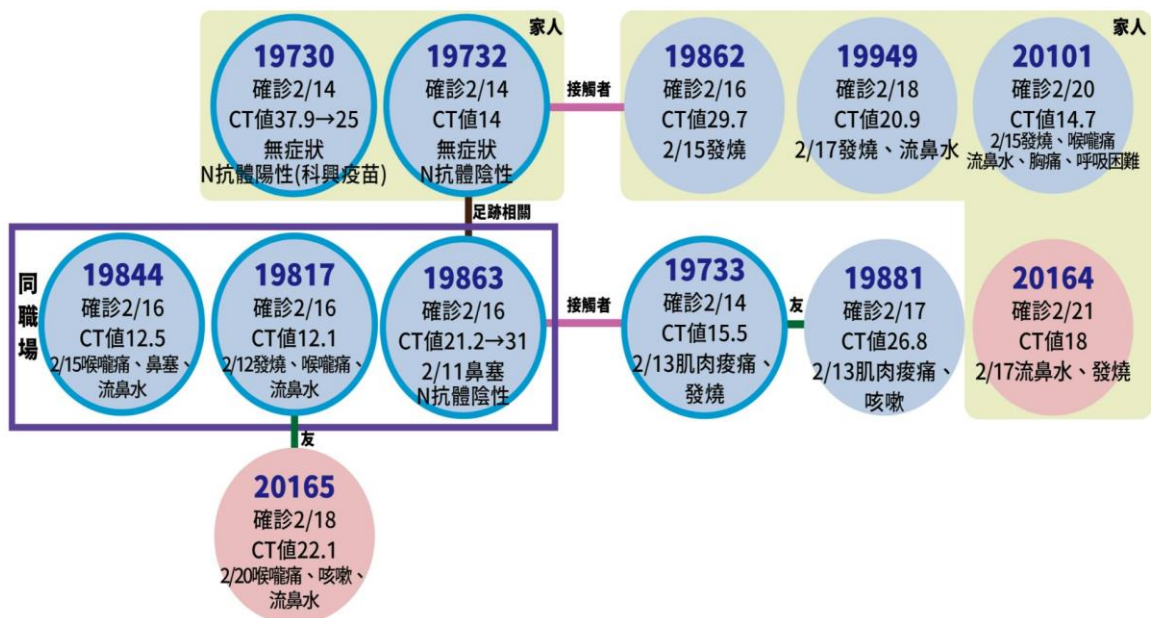 家人
19730
確診2/14
CT值37.9→25
無症狀
N抗體陽性(科興疫苗)
19732
確診2/14
CT值14
無症狀
N抗體陰性
接觸者
家人
19862
確診2/16
CT值29.7
2/15發燒
19949
確診2/18
CT值20.9
2/17發燒、流鼻水
20101
確診2/20
CT值14.7
2/15發燒、喉嚨痛
流鼻水、胸痛、呼吸困難
足跡相關
同職場
19844
確診2/16
CT值12.5
2/15喉嚨痛、鼻塞、
流鼻水
19817
確診2/16
CT值12.1
2/12發燒、喉嚨痛、
流鼻水
19863
確診2/16
CT值21.2→31
2/11鼻塞
N抗體陰性
接觸者
19733
確診2/14
CT值15.5
2/13肌肉痠痛、
發燒
友
19881
確診2/17
CT值26.8
2/13肌肉痠痛、
咳嗽
20164
確診2/21
CT值18
2/17流鼻水、發燒
友
20165
確診2/18
CT值22.1
2/20喉嚨痛、咳嗽、
流鼻水